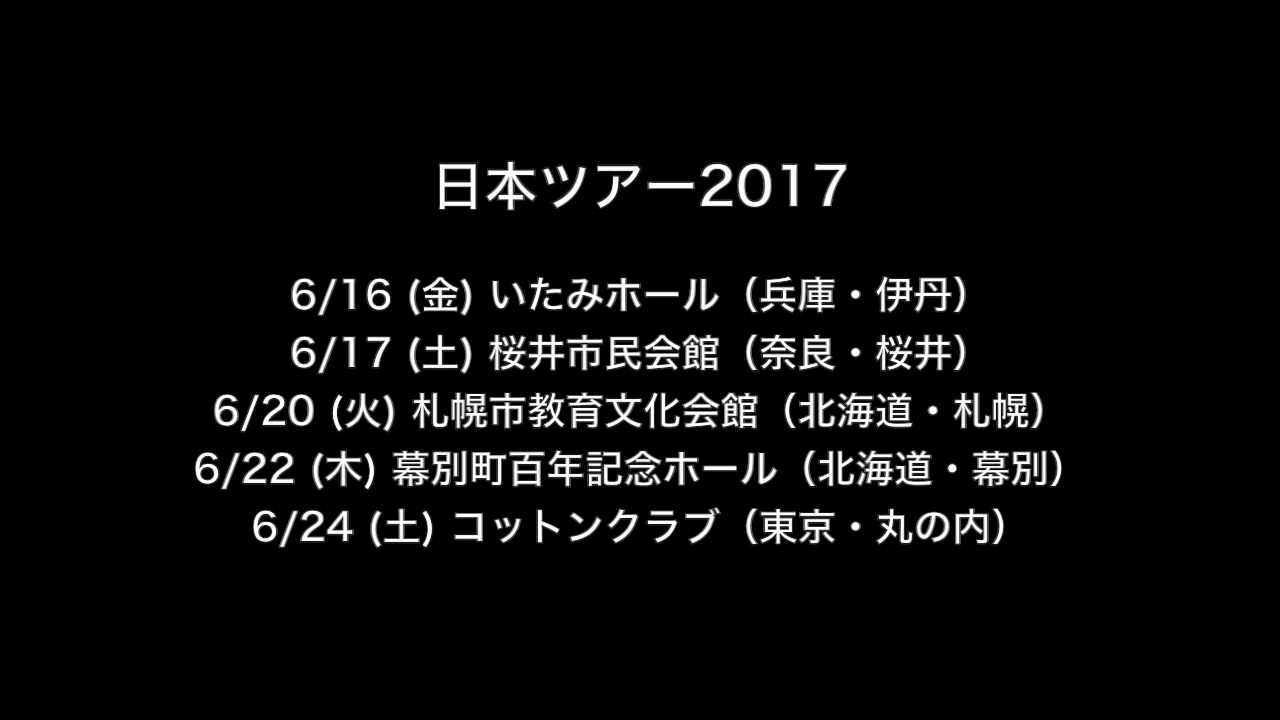 日本ツアー2017
6/16 (金) いたみホール（兵庫・伊丹）
6/17 (土) 桜井市民会館（奈良・桜井）
6/20 (火) 札幌市教育文化会館（北海道・札幌）
6/22 (木) 幕別町百年記念ホール（北海道・幕別）
6/24 (土) コットンクラブ（東京・丸の内）